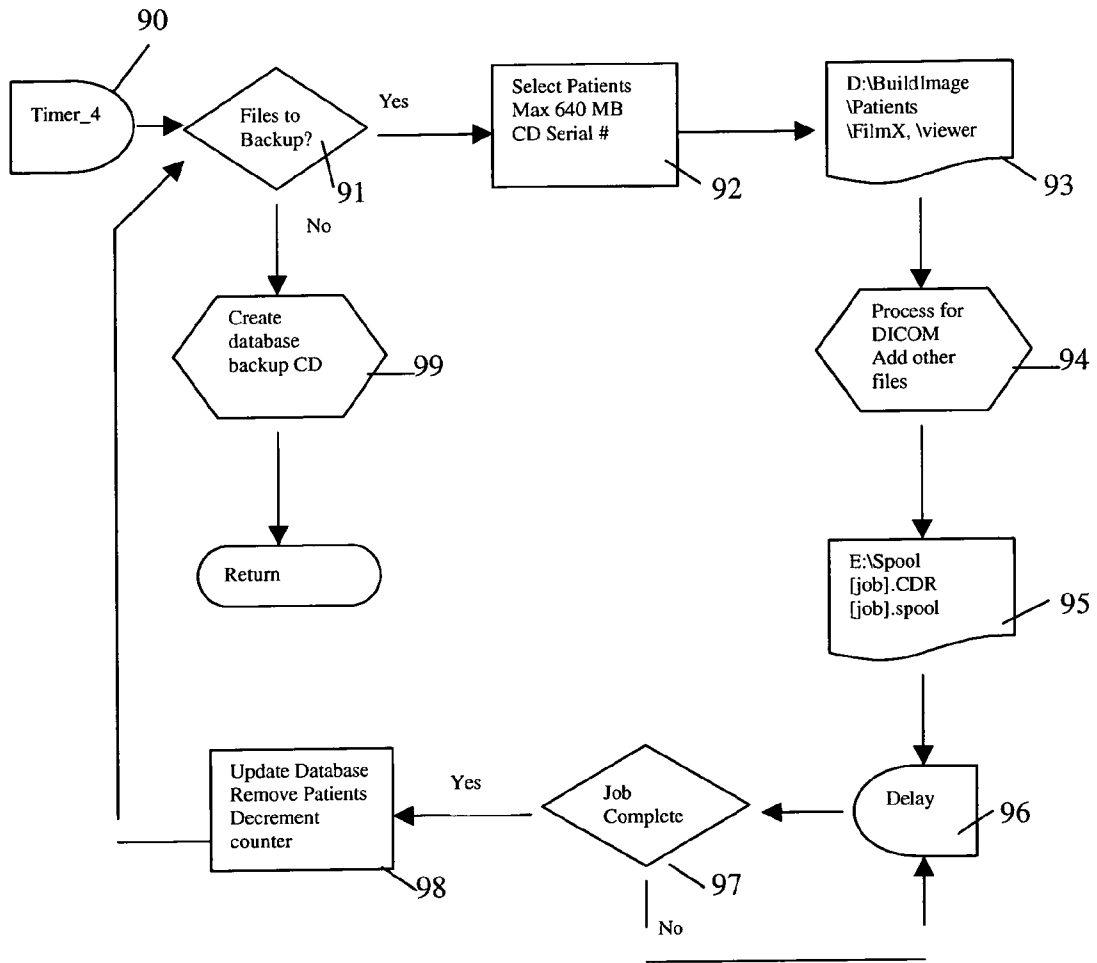 90
Timer_4
Files to
Backup?
91
Yes
Select Patients
Max 640 MB
CD Serial #
92
D:\BuildImage
\Patients
\FilmX, \viewer
93
No
Create
database
backup CD
99
Process for
DICOM
Add other
files
94
Return
E:\Spool
[job].CDR
[job].spool
95
Update Database
Remove Patients
Decrement
counter
98
Yes
Job
Complete
97
Delay
96
No